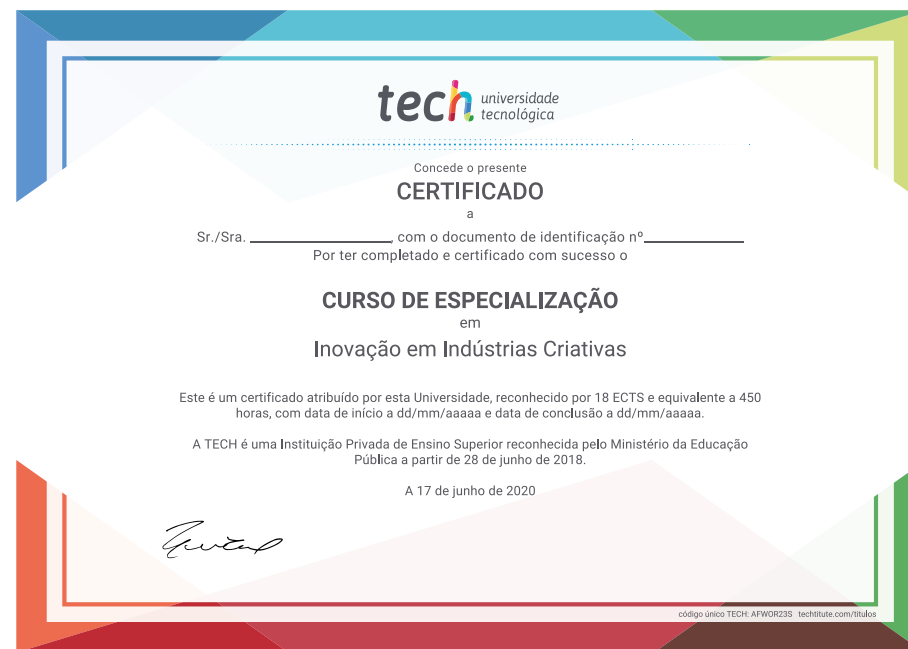 tech universidade
tecnológica
Concede o presente
CERTIFICADO
a
Sr./Sra. , com o documento de identificação nº
Por ter completado e certificado com sucesso o
CURSO DE ESPECIALIZAÇÃO
em
Inovação em Indústrias Criativas
Este é um certificado atribuído por esta Universidade, reconhecido por 18 ECTS e equivalente a 450
horas, com data de início a dd/mm/aaaaa e data de conclusão a dd/mm/aaaaa.
A TECH é uma Instituição Privada de Ensino Superior reconhecida pelo Ministério da Educação
Pública a partir de 28 de junho de 2018.
A 17 de junho de 2020
código único TECH: AFWOR23S techtitute.com/titulos